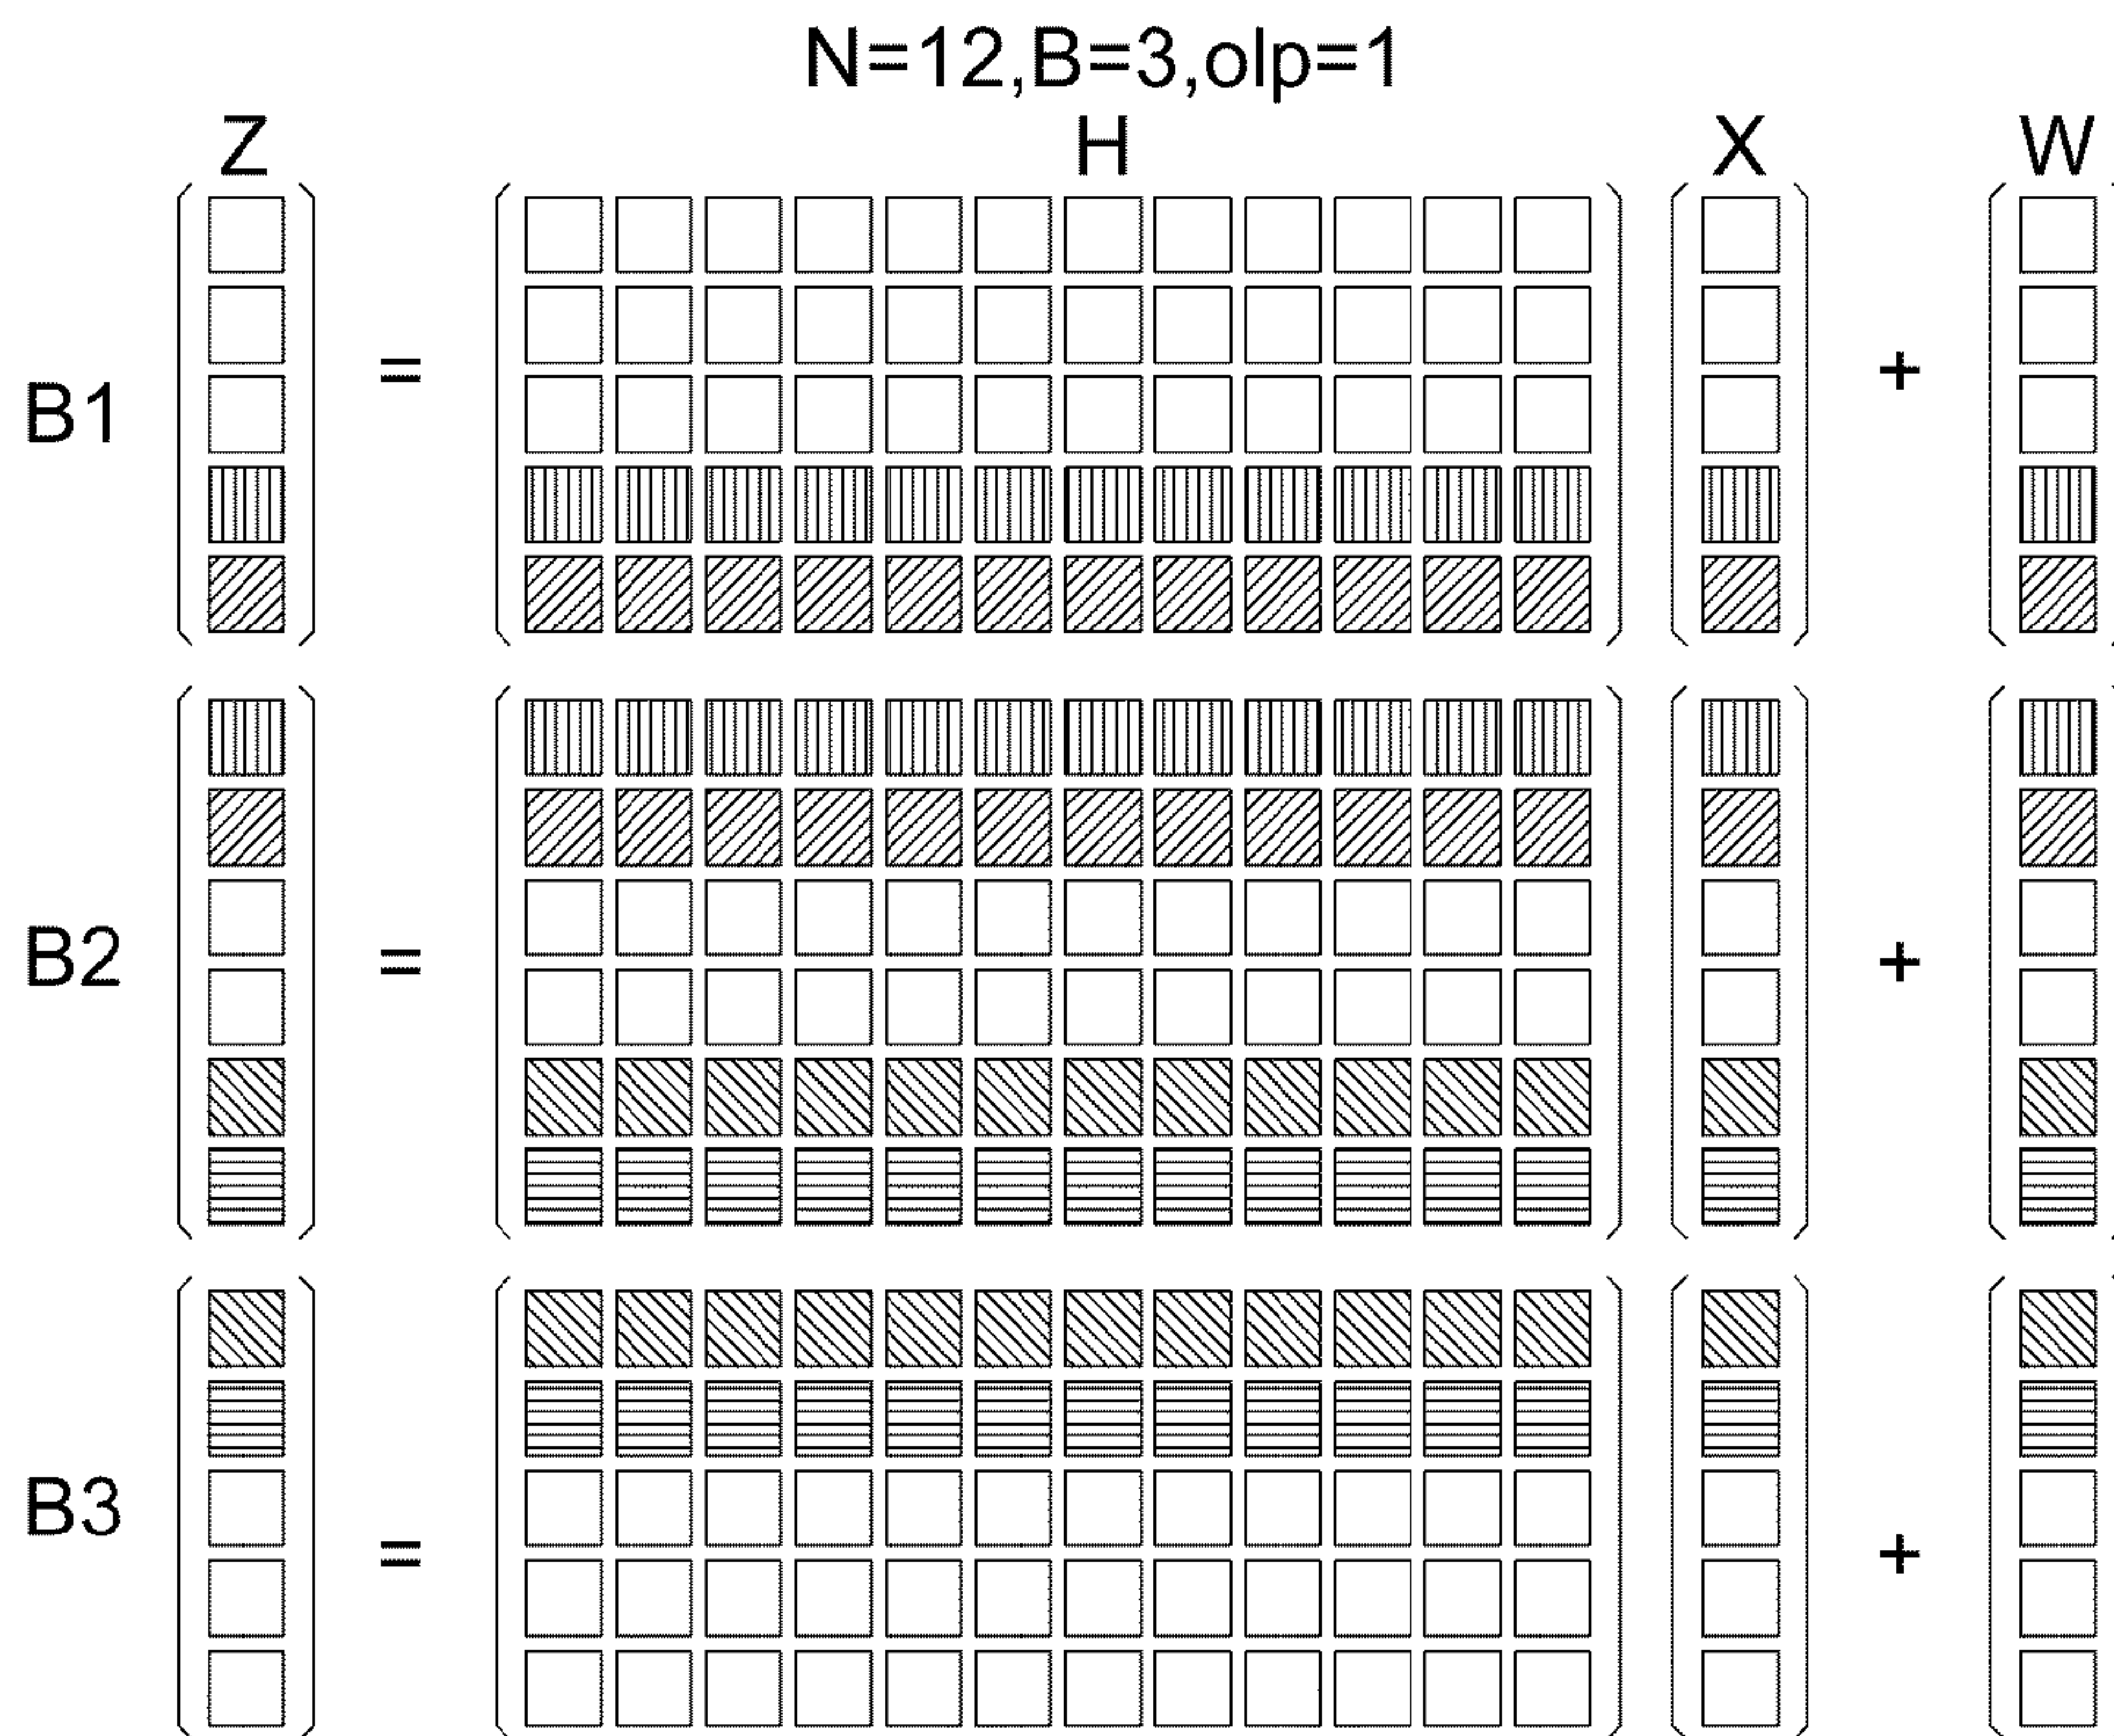 N=12,B=3,olp=1
Z H X W
B1 = +
B2 = +
B3 = +